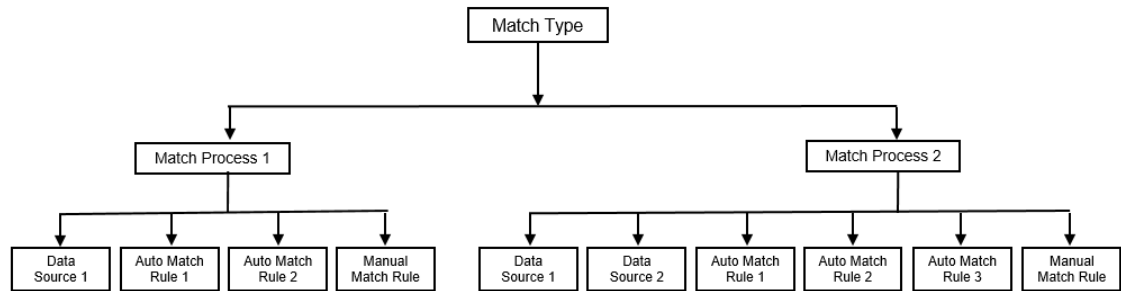 Match Type
Match Process 1
Match Process 2
Data
Source 1
Auto Match
Rule 1
Auto Match
Rule 2
Manual
Match Rule
Data
Source 1
Data
Source 2
Auto Match
Rule 1
Auto Match
Rule 2
Auto Match
Rule 3
Manual
Match Rule